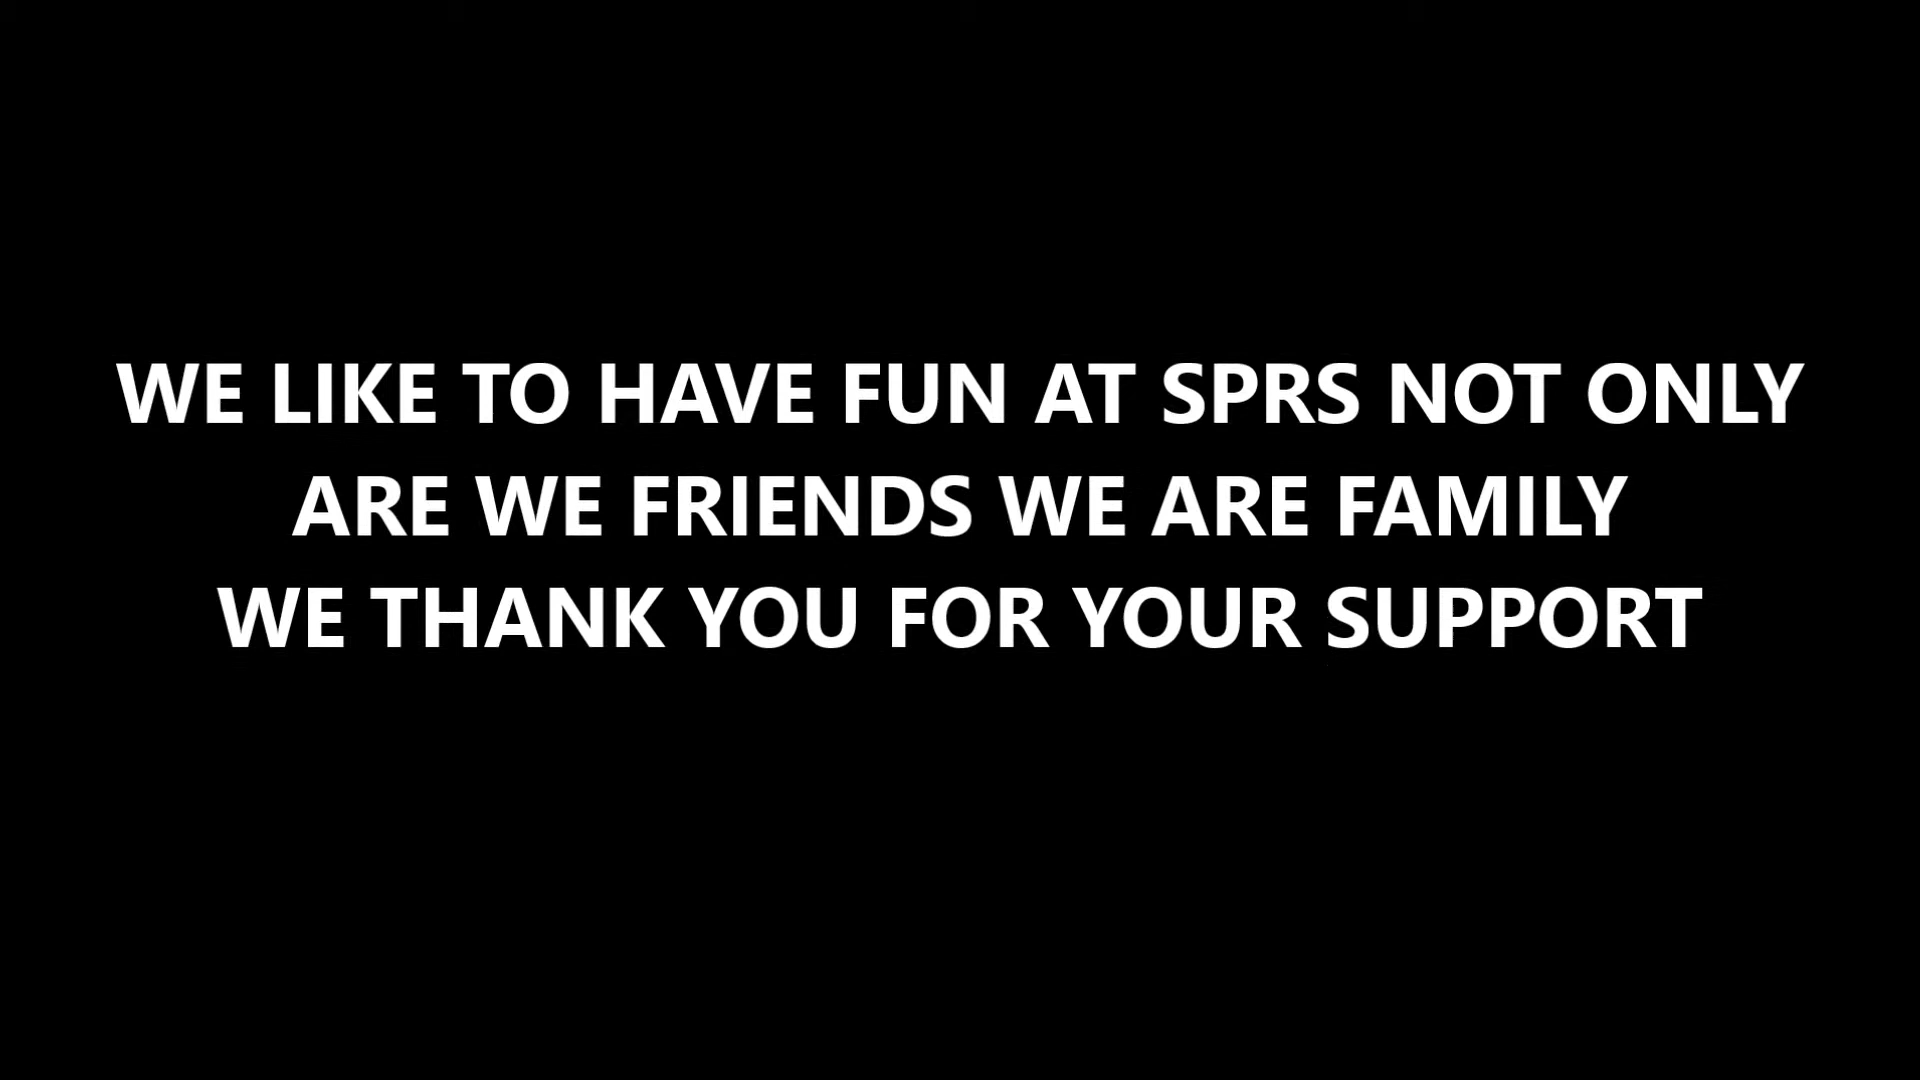 WE LIKE TO HAVE FUN AT SPRS NOT ONLY
ARE WE FRIENDS WE ARE FAMILY
WE THANK YOU FOR YOUR SUPPORT